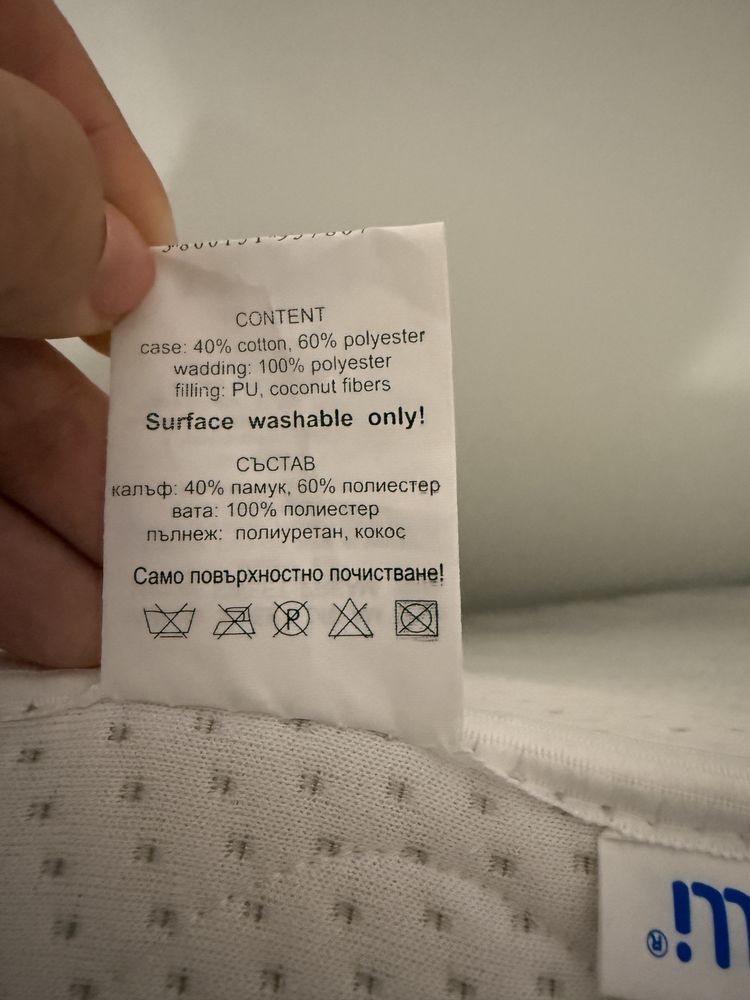 CONTENT
case: 40% cotton, 60% polyester
wadding: 100% polyester
filling: PU, coconut fibers
Surface washable only!
СЪСТАВ
калъф: 40% памук, 60% полиестер
вата: 100% полиестер
пълнеж: полиуретан, кокос
Само повърхностно почистване!
P
®